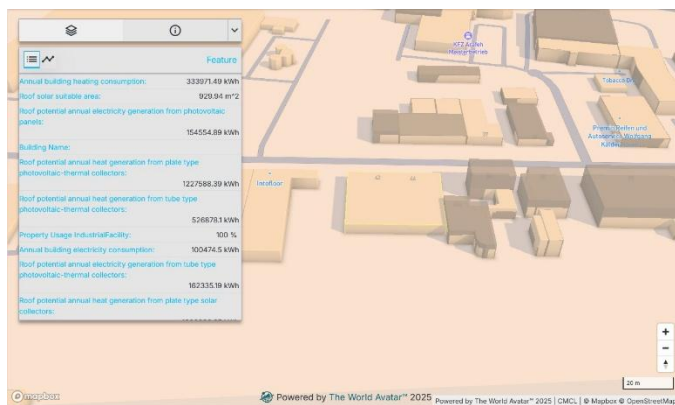 Feature
Annual building heating consumption: 333971.49 kWh
Roof solar suitable area: 929.94 m^2
Roof potential annual electricity generation from photovoltaic
panels:
154554.89 kWh
Building Name:
Roof potential annual heat generation from plate type
photovoltaic-thermal collectors:
1227588.39 kWh
Roof potential annual heat generation from tube type
photovoltaic-thermal collectors:
526878.1 kWh
Property Usage IndustrialFacility: 100 %
Annual building electricity consumption: 100474.5 kWh
Roof potential annual electricity generation from tube type
photovoltaic-thermal collectors:
162335.19 kWh
Roof potential annual heat generation from plate type solar
collectors:
KFZ
Meisterbetrieb
Tabacco
Intofloor
20 m
mapbox
Powered by The World Avatar™ 2025
Powered by The World Avatar™ 2025 | CMCL | © Mapbox © OpenStreetMap